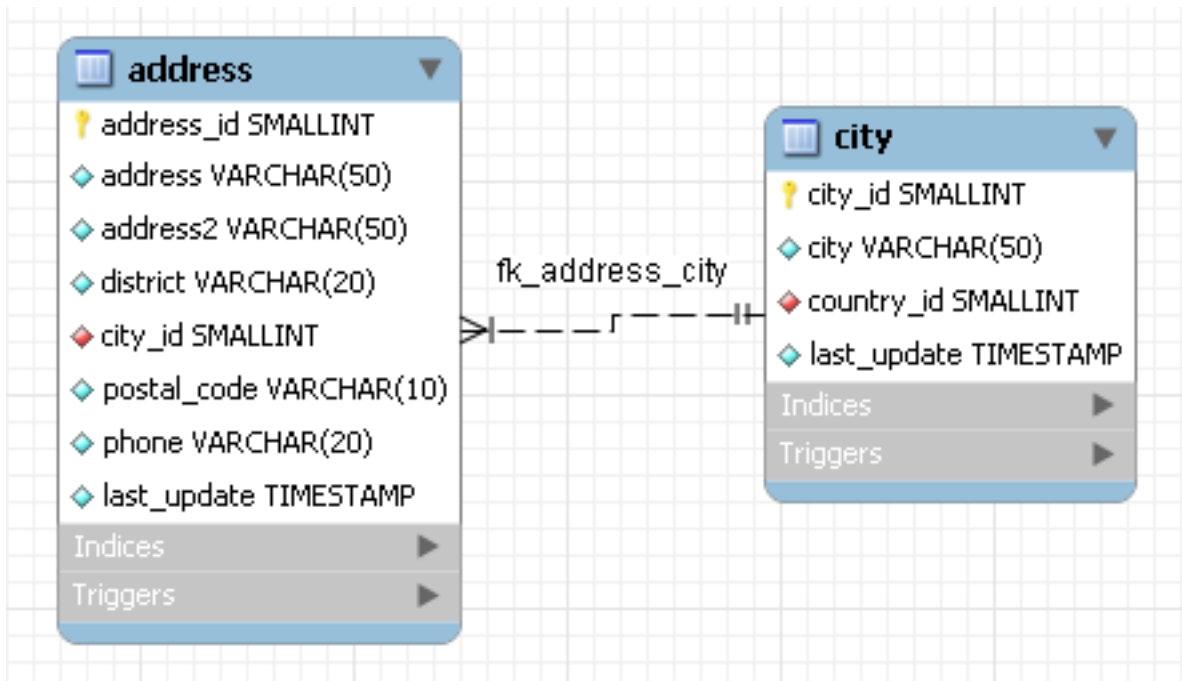 address
address_id SMALLINT
address VARCHAR(50)
address2 VARCHAR(50)
district VARCHAR(20)
city_id SMALLINT
postal_code VARCHAR(10)
phone VARCHAR(20)
last_update TIMESTAMP
Indices
Triggers
fk_address_city
city
city_id SMALLINT
city VARCHAR(50)
country_id SMALLINT
last_update TIMESTAMP
Indices
Triggers